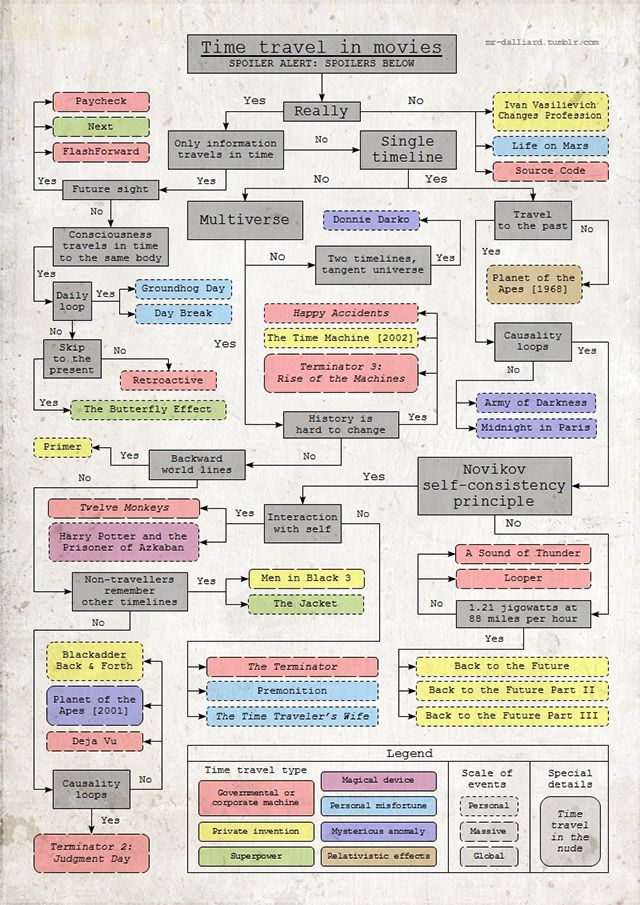 mr-dalliard.tumblr.com
Time travel in movies
SPOILER ALERT: SPOILERS BELOW
Really
Yes
No
Paycheck
Next
FlashForward
Only information
travels in time
No
Single
timeline
Ivan Vasilievich
Changes Profession
Life on Mars
Source Code
Yes
Future sight
Yes
No
Yes
No
Consciousness
travels in time
to the same body
Multiverse
Donnie Darko
Travel
to the past
No
Two timelines,
tangent universe
Yes
Yes
No
Planet of the
Apes [1968]
Yes
Daily
loop
Yes
Groundhog Day
Day Break
No
Skip
to the
present
No
Retroactive
Yes
The Butterfly Effect
Yes
Happy Accidents
The Time Machine [2002]
Terminator 3:
Rise of the Machines
Causality
loops
Yes
No
Army of Darkness
Midnight in Paris
History is
hard to change
Yes
No
Primer
Yes
Backward
world lines
No
Novikov
self-consistency
principle
Yes
No
Twelve Monkeys
Harry Potter and the
Prisoner of Azkaban
Yes
Interaction
with self
No
A Sound of Thunder
Looper
No
1.21 jigowatts at
88 miles per hour
Yes
Non-travellers
remember
other timelines
Yes
Men in Black 3
The Jacket
No
Blackadder
Back & Forth
Planet of the
Apes [2001]
Deja Vu
The Terminator
Premonition
The Time Traveler's Wife
Back to the Future
Back to the Future Part II
Back to the Future Part III
Causality
loops
No
Yes
Terminator 2:
Judgment Day
Legend
Time travel type
Governmental or
corporate machine
Private invention
Superpower
Magical device
Personal misfortune
Mysterious anomaly
Relativistic effects
Scale of
events
Personal
Massive
Global
Special
details
Time
travel
in the
nude